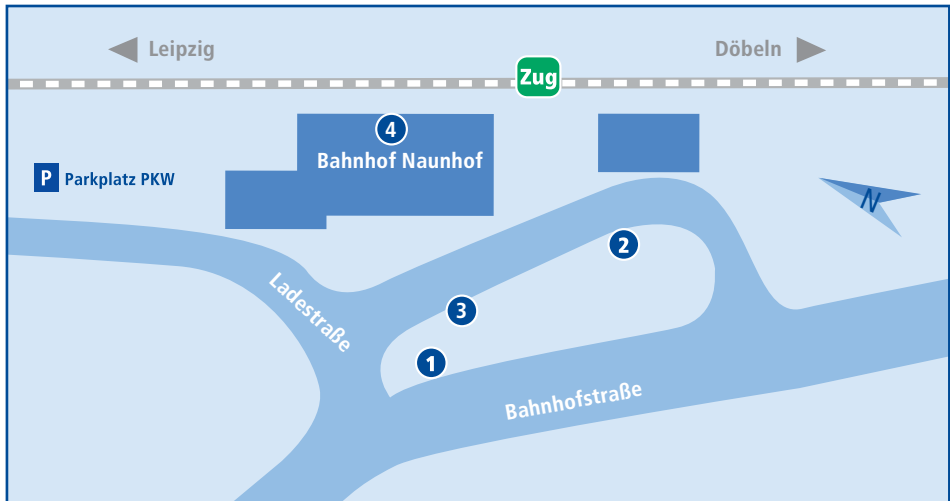 Leipzig
Döbeln
Zug
4
Bahnhof Naunhof
P Parkplatz PKW
N
2
Ladestraße
3
1
Bahnhofstraße